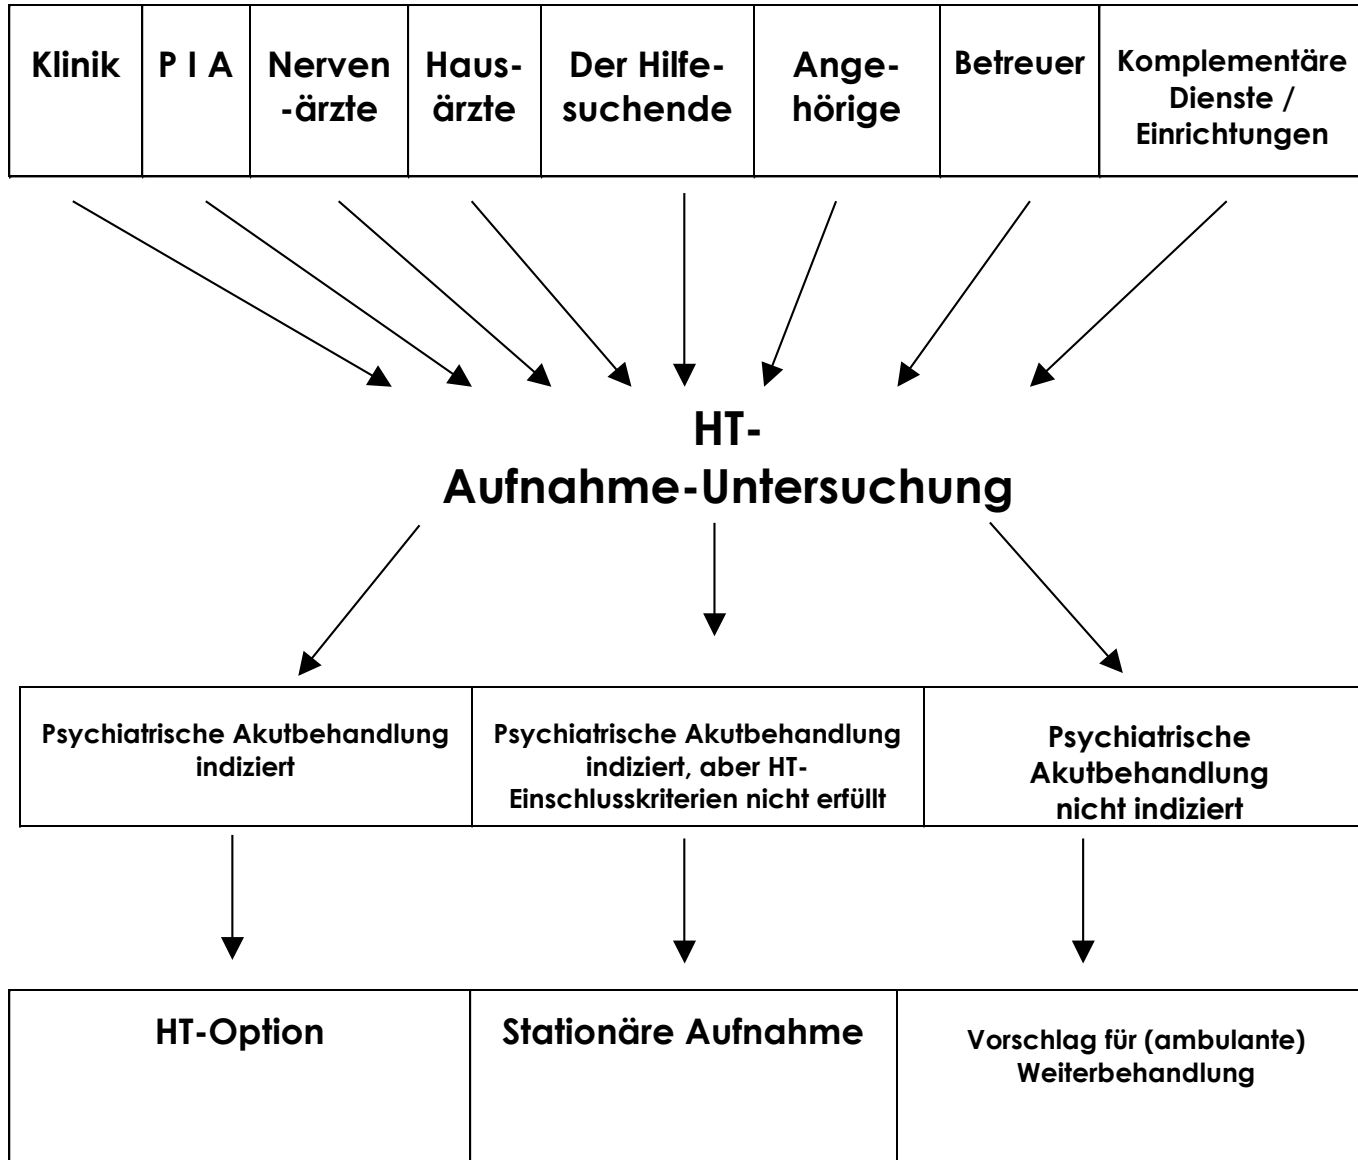 Klinik
P I A
Nerven
-ärzte
Haus-
ärzte
Der Hilfe-
suchende
Ange-
hörige
Betreuer
Komplementäre
Dienste /
Einrichtungen
HT-
Aufnahme-Untersuchung
Psychiatrische Akutbehandlung
indiziert
Psychiatrische Akutbehandlung
indiziert, aber HT-
Einschlusskriterien nicht erfüllt
Psychiatrische
Akutbehandlung
nicht indiziert
HT-Option
Stationäre Aufnahme
Vorschlag für (ambulante)
Weiterbehandlung